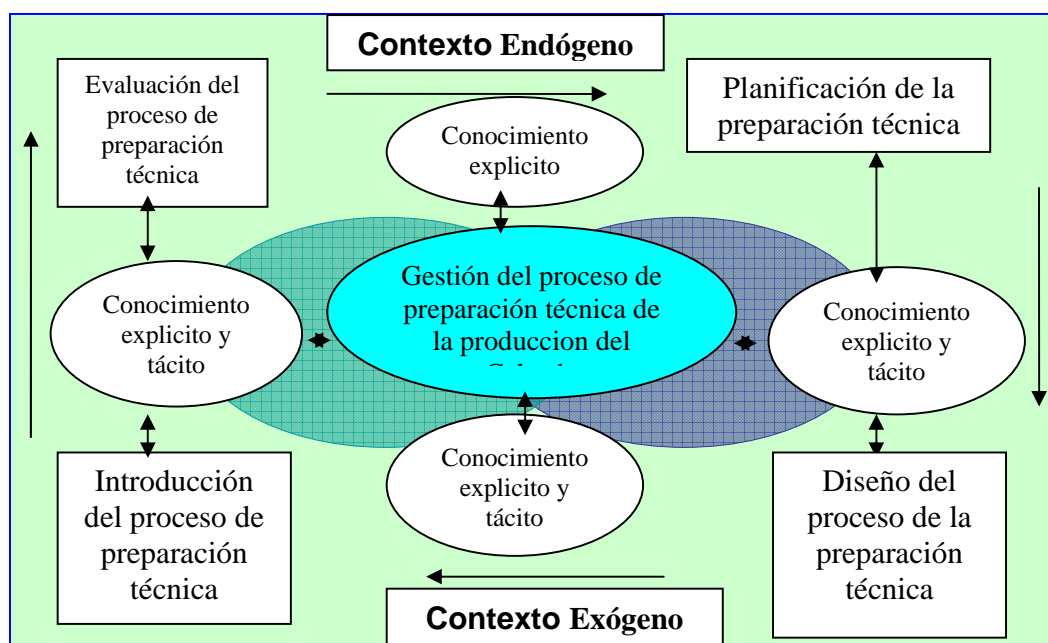 Contexto Endógeno
Evaluación del
proceso de
preparación
técnica
Conocimiento
explicito
Planificación de la
preparación técnica
Conocimiento
explicito y
tácito
Gestión del proceso de
preparación técnica de
la produccion del
Conocimiento
explicito y
tácito
Introducción
del proceso de
preparación
técnica
Conocimiento
explicito y
tácito
Diseño del
proceso de la
preparación
técnica
Contexto Exógeno